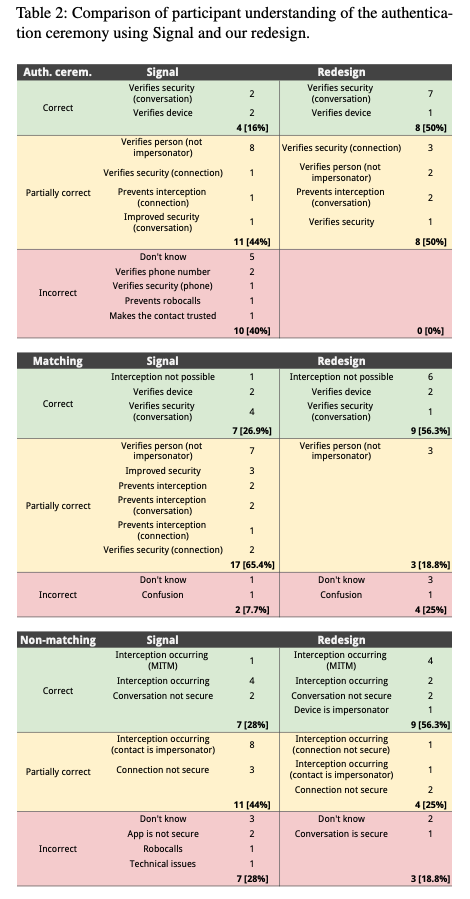 Table 2: Comparison of participant understanding of the authentica-
tion ceremony using Signal and our redesign.
Auth. cerem. Signal Redesign
Correct
Verifies security (conversation) 2 Verifies security (conversation) 7
Verifies device 2 Verifies device 1
4 [16%] 8 [50%]
Partially correct
Verifies person (not impersonator) 8 Verifies security (connection) 3
Verifies security (connection) 1 Verifies person (not impersonator) 2
Prevents interception (connection) 1 Prevents interception (conversation) 2
Improved security (conversation) 1 Verifies security 1
11 [44%] 8 [50%]
Incorrect
Don't know 5
Verifies phone number 2
Verifies security (phone) 1
Prevents robocalls 1
Makes the contact trusted 1
10 [40%] 0 [0%]
Matching Signal Redesign
Correct
Interception not possible 1 Interception not possible 6
Verifies device 2 Verifies device 2
Verifies security (conversation) 4 Verifies security (conversation) 1
7 [26.9%] 9 [56.3%]
Partially correct
Verifies person (not impersonator) 7 Verifies person (not impersonator) 3
Improved security 3
Prevents interception 2
Prevents interception (conversation) 2
Prevents interception (connection) 1
Verifies security (connection) 2
17 [65.4%] 3 [18.8%]
Incorrect
Don't know 1 Don't know 3
Confusion 1 Confusion 1
2 [7.7%] 4 [25%]
Non-matching Signal Redesign
Correct
Interception occurring (MITM) 1 Interception occurring (MITM) 4
Interception occurring 4 Interception occurring 2
Conversation not secure 2 Conversation not secure 2
Device is impersonator 1
7 [28%] 9 [56.3%]
Partially correct
Interception occurring (contact is impersonator) 8 Interception occurring (connection not secure) 1
Connection not secure 3 Interception occurring (contact is impersonator) 1
Connection not secure 2
11 [44%] 4 [25%]
Incorrect
Don't know 3 Don't know 2
App is not secure 2 Conversation is secure 1
Robocalls 1
Technical issues 1
7 [28%] 3 [18.8%]